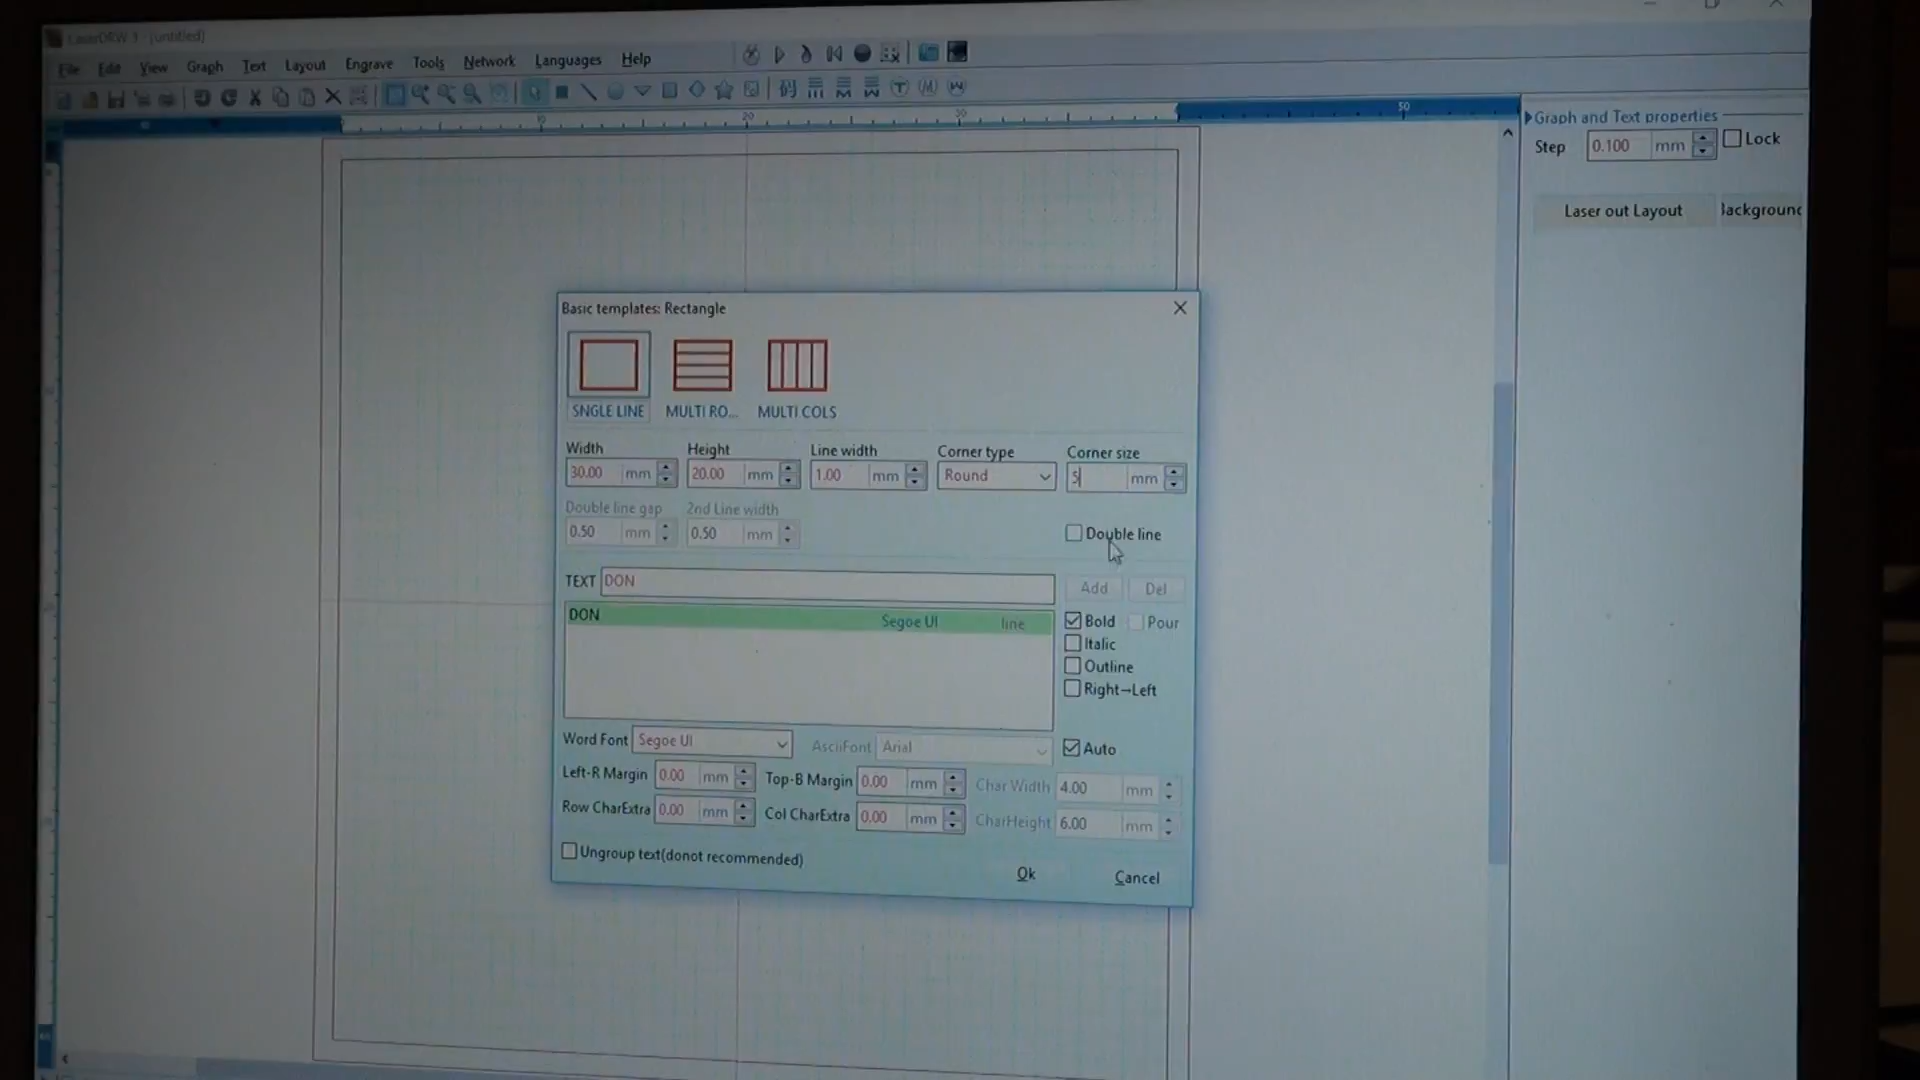 LaserDRW 3 - [untitled]
File Edit View Graph Text Layout Engrave Tools Network Languages Help
20 30 50
Graph and Text properties
Step 0.100 mm Lock
Laser out Layout Background
Basic templates: Rectangle
SNGLE LINE MULTI RO... MULTI COLS
Width Height Line width Corner type Corner size
30.00 mm 20.00 mm 1.00 mm Round 5 mm
Double line gap 2nd Line width
0.50 mm 0.50 mm Double line
TEXT DON Add Del
DON Segoe UI line
Bold Pour
Italic
Outline
Right→Left
Word Font Segoe UI AsciiFont Arial Auto
Left-R Margin 0.00 mm Top-B Margin 0.00 mm Char Width 4.00 mm
Row CharExtra 0.00 mm Col CharExtra 0.00 mm CharHeight 6.00 mm
Ungroup text(donot recommended)
Ok Cancel